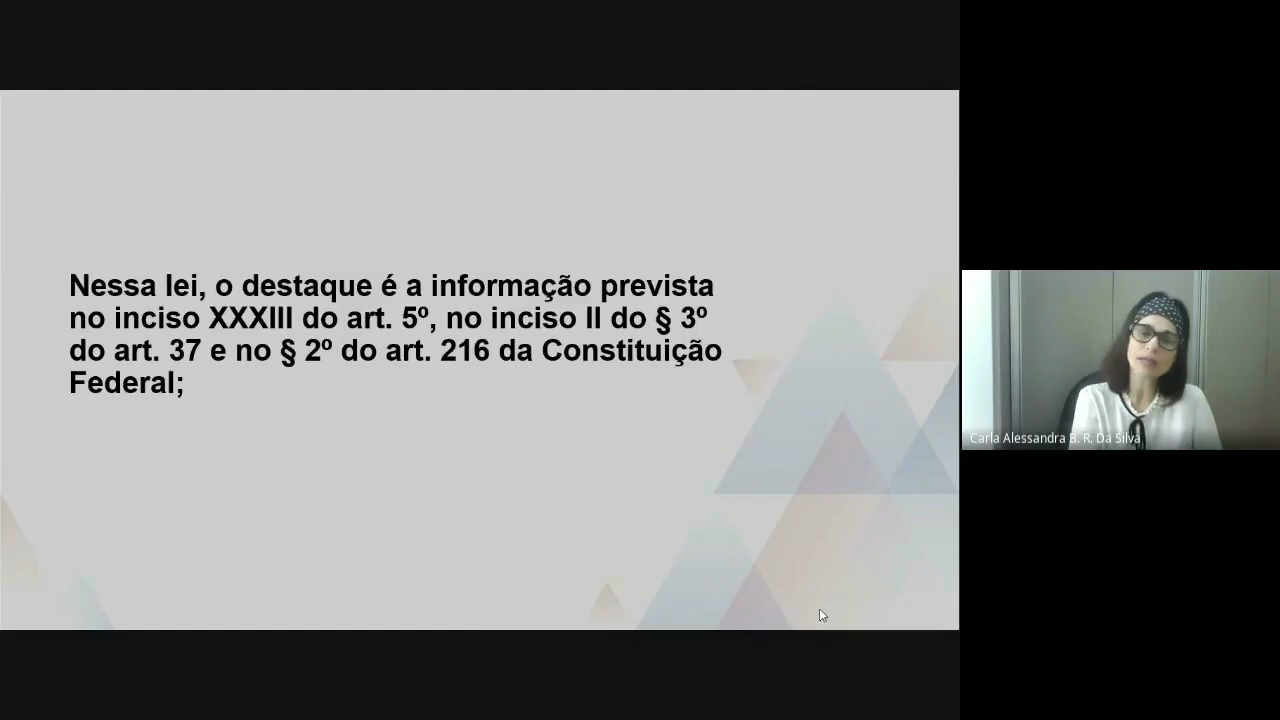 Nessa lei, o destaque é a informação prevista
no inciso XXXIII do art. 5º, no inciso II do § 3º
do art. 37 e no § 2º do art. 216 da Constituição
Federal;
Carla Alessandra B. R. Da Silva